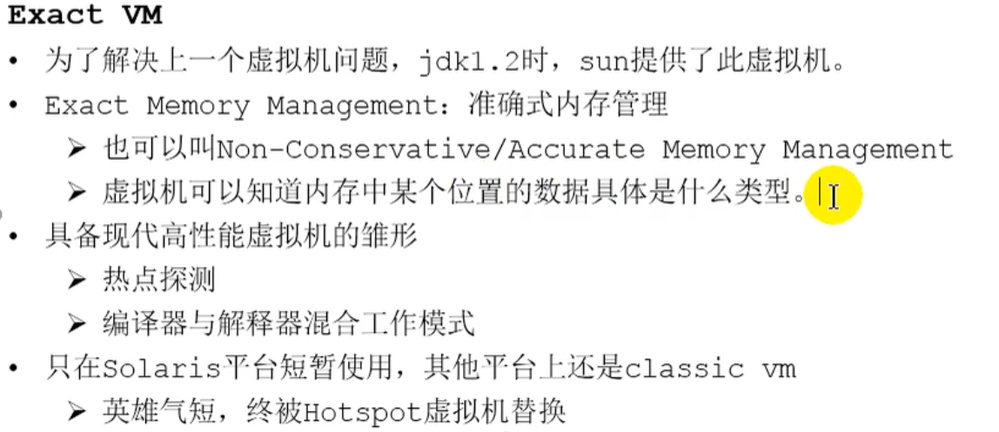 Exact VM
• 为了解决上一个虚拟机问题，jdk1.2时，sun提供了此虚拟机。
• Exact Memory Management：准确式内存管理
➢ 也可以叫Non-Conservative/Accurate Memory Management
➢ 虚拟机可以知道内存中某个位置的数据具体是什么类型。
• 具备现代高性能虚拟机的雏形
➢ 热点探测
➢ 编译器与解释器混合工作模式
• 只在Solaris平台短暂使用，其他平台上还是classic vm
➢ 英雄气短，终被Hotspot虚拟机替换